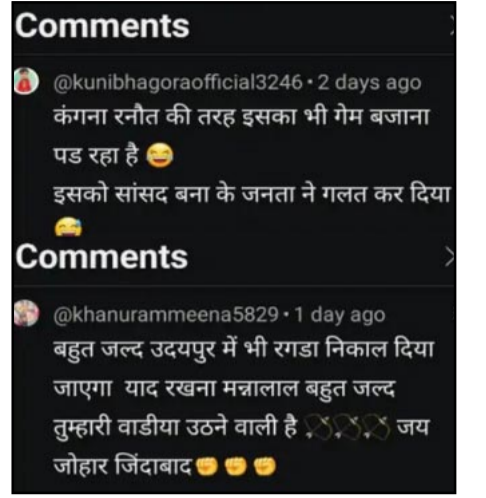 Comments
@kunibhagoraofficial3246 • 2 days ago
कंगना रनौत की तरह इसका भी गेम बजाना
पड रहा है 😂
इसको सांसद बना के जनता ने गलत कर दिया
😅
Comments
@khanurammeena5829 • 1 day ago
बहुत जल्द उदयपुर में भी रगडा निकाल दिया
जाएगा याद रखना मन्नालाल बहुत जल्द
तुम्हारी वाडीया उठने वाली है 🏹🏹🏹 जय
जोहार जिंदाबाद✊✊✊